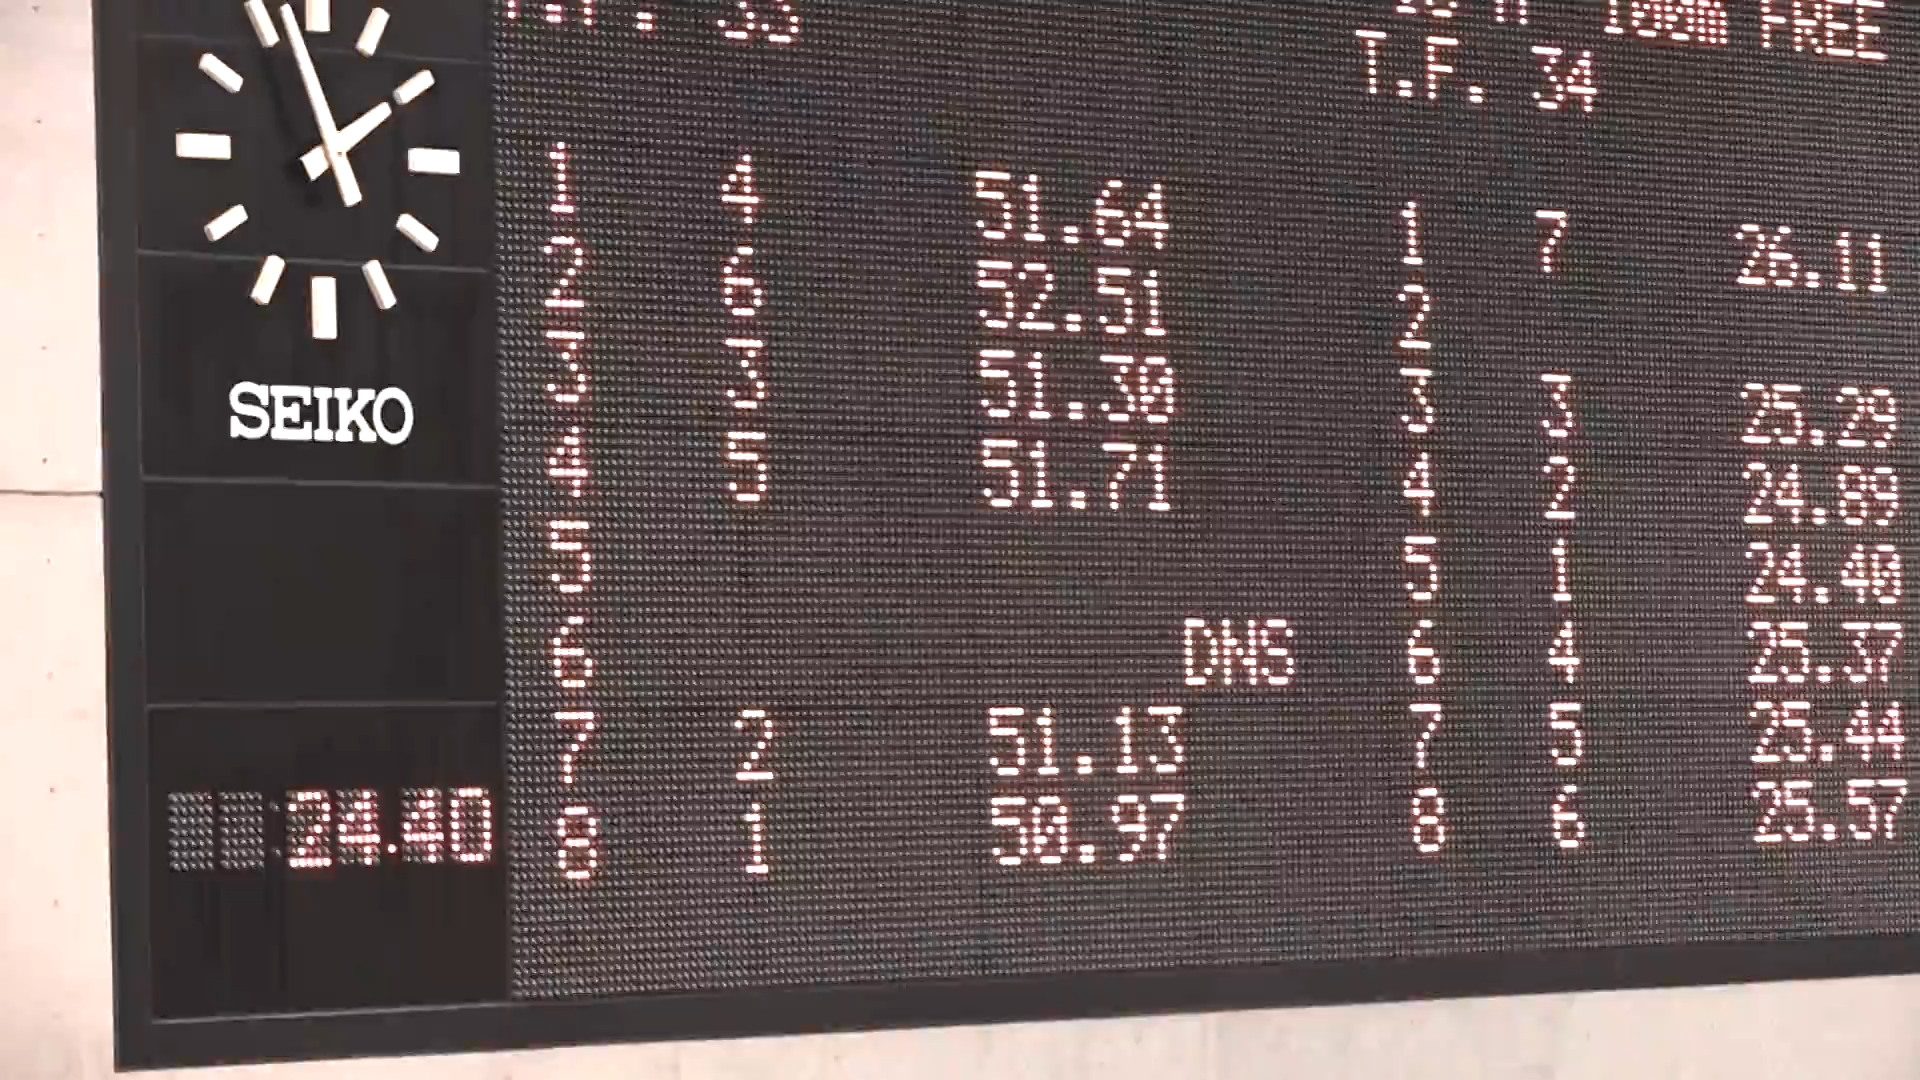 T.F. 33
100m FREE
T.F. 34
1 4 51.64
2 6 52.51
3 3 51.30
4 5 51.71
5
6 DNS
7 2 51.13
8 1 50.97
1 7 26.11
2
3 3 25.29
4 2 24.89
5 1 24.40
6 4 25.37
7 5 25.44
8 6 25.57
SEIKO
24.40